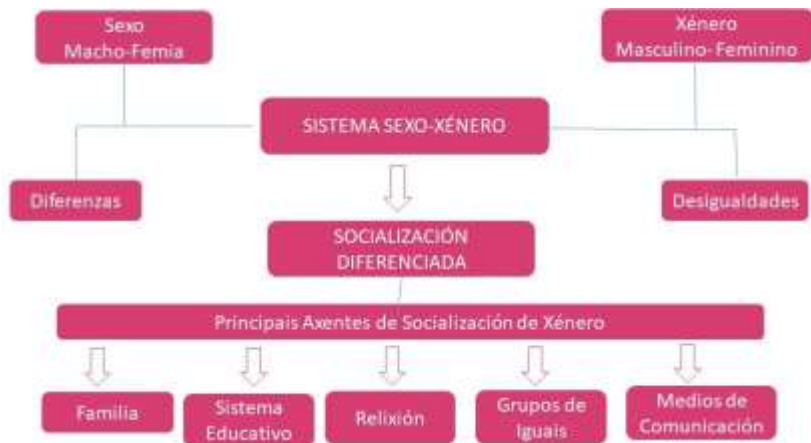 Sexo
Macho-Femia
Xénero
Masculino-Feminino
SISTEMA SEXO-XÉNERO
Diferenzas
Desigualdades
SOCIALIZACIÓN
DIFERENCIADA
Principais Axentes de Socialización de Xénero
Familia
Sistema
Educativo
Relixión
Grupos de
Iguais
Medios de
Comunicación